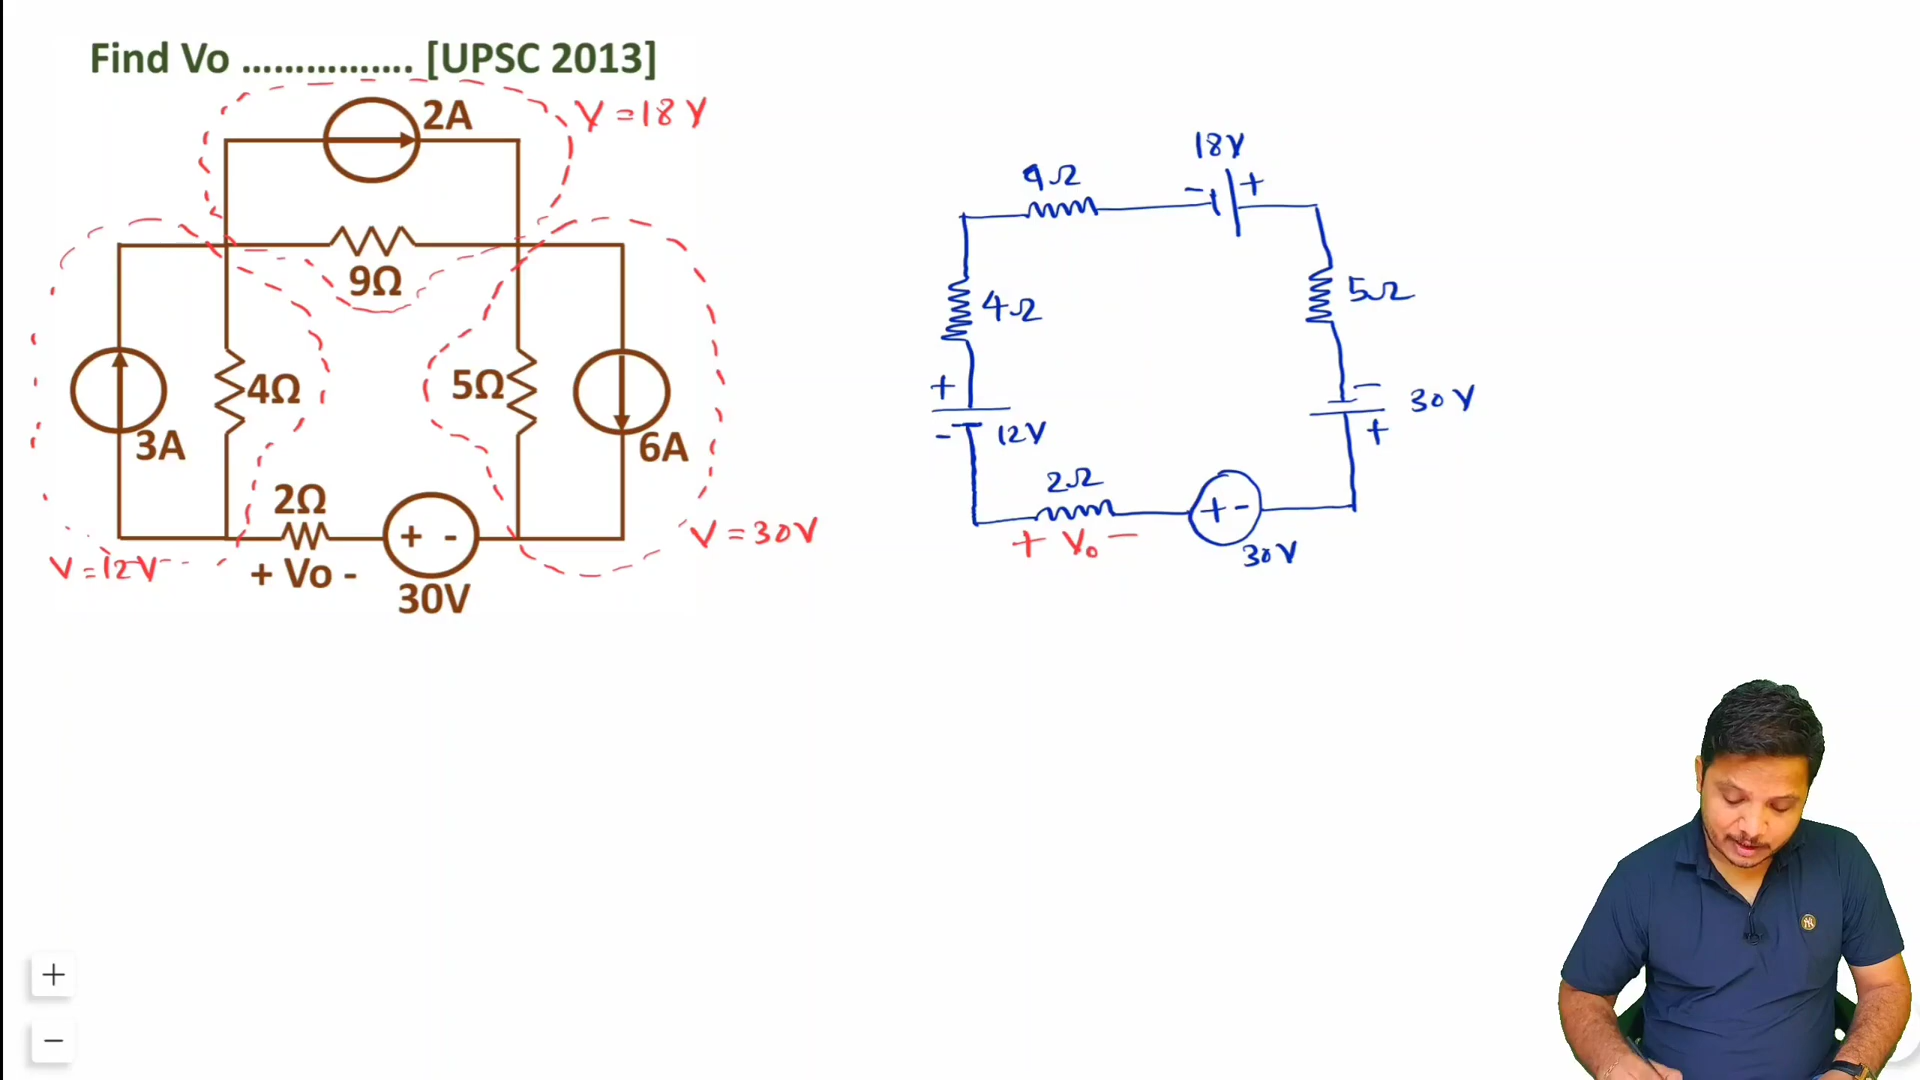 Find Vo ................ [UPSC 2013]
2A
V = 18V
9Ω
3A
4Ω
5Ω
6A
2Ω
+ -
+ Vo -
30V
V = 12V
V = 30V
9Ω
18V
- +
4Ω
5Ω
+
- 12V
-
+
30V
2Ω
+ -
+ Vo -
30V
+
−